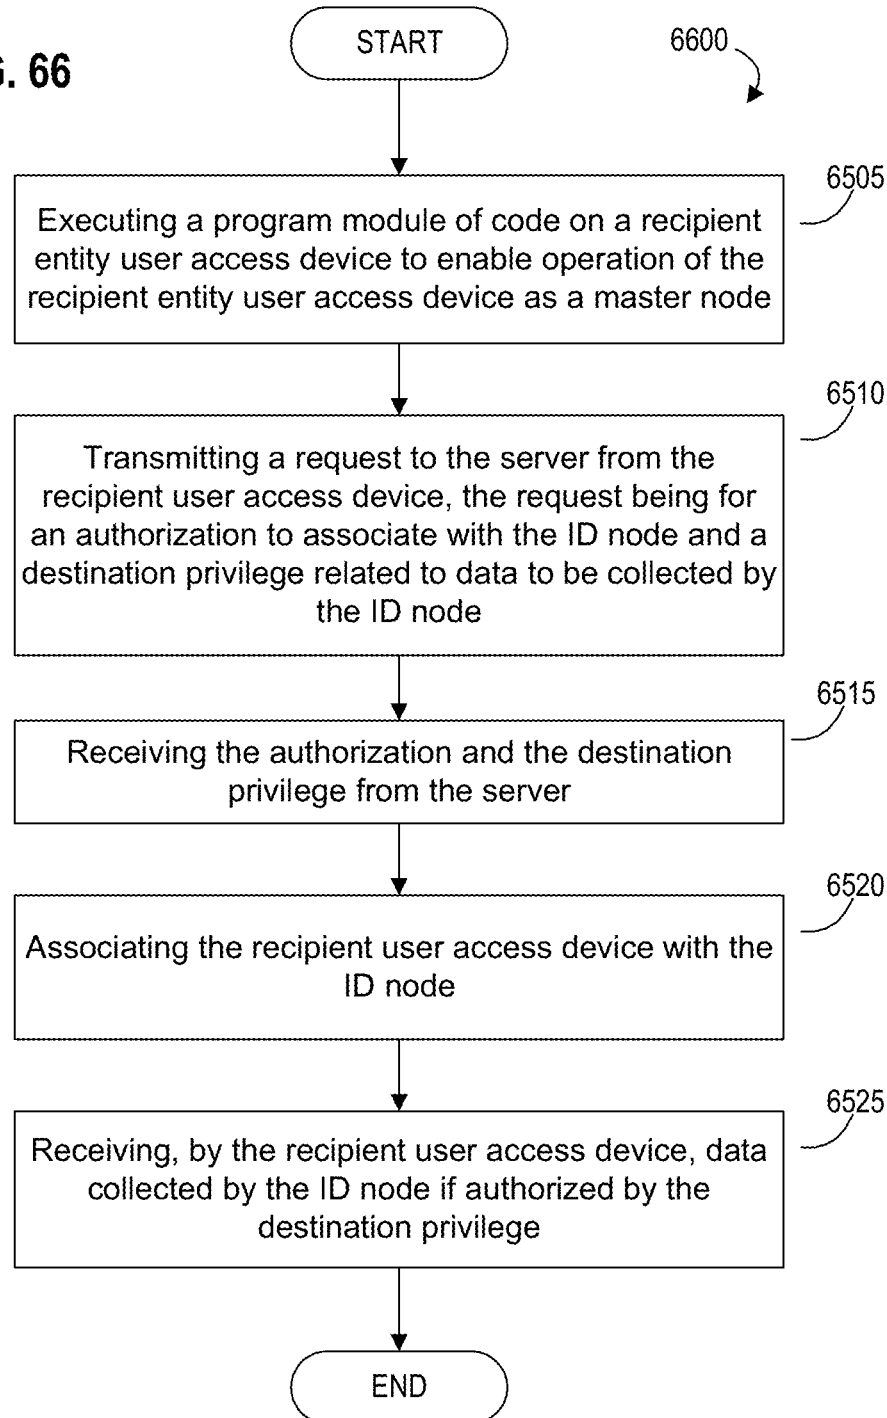 START
6600
G. 66
6505
Executing a program module of code on a recipient
entity user access device to enable operation of the
recipient entity user access device as a master node
6510
Transmitting a request to the server from the
recipient user access device, the request being for
an authorization to associate with the ID node and a
destination privilege related to data to be collected by
the ID node
6515
Receiving the authorization and the destination
privilege from the server
6520
Associating the recipient user access device with the
ID node
6525
Receiving, by the recipient user access device, data
collected by the ID node if authorized by the
destination privilege
END